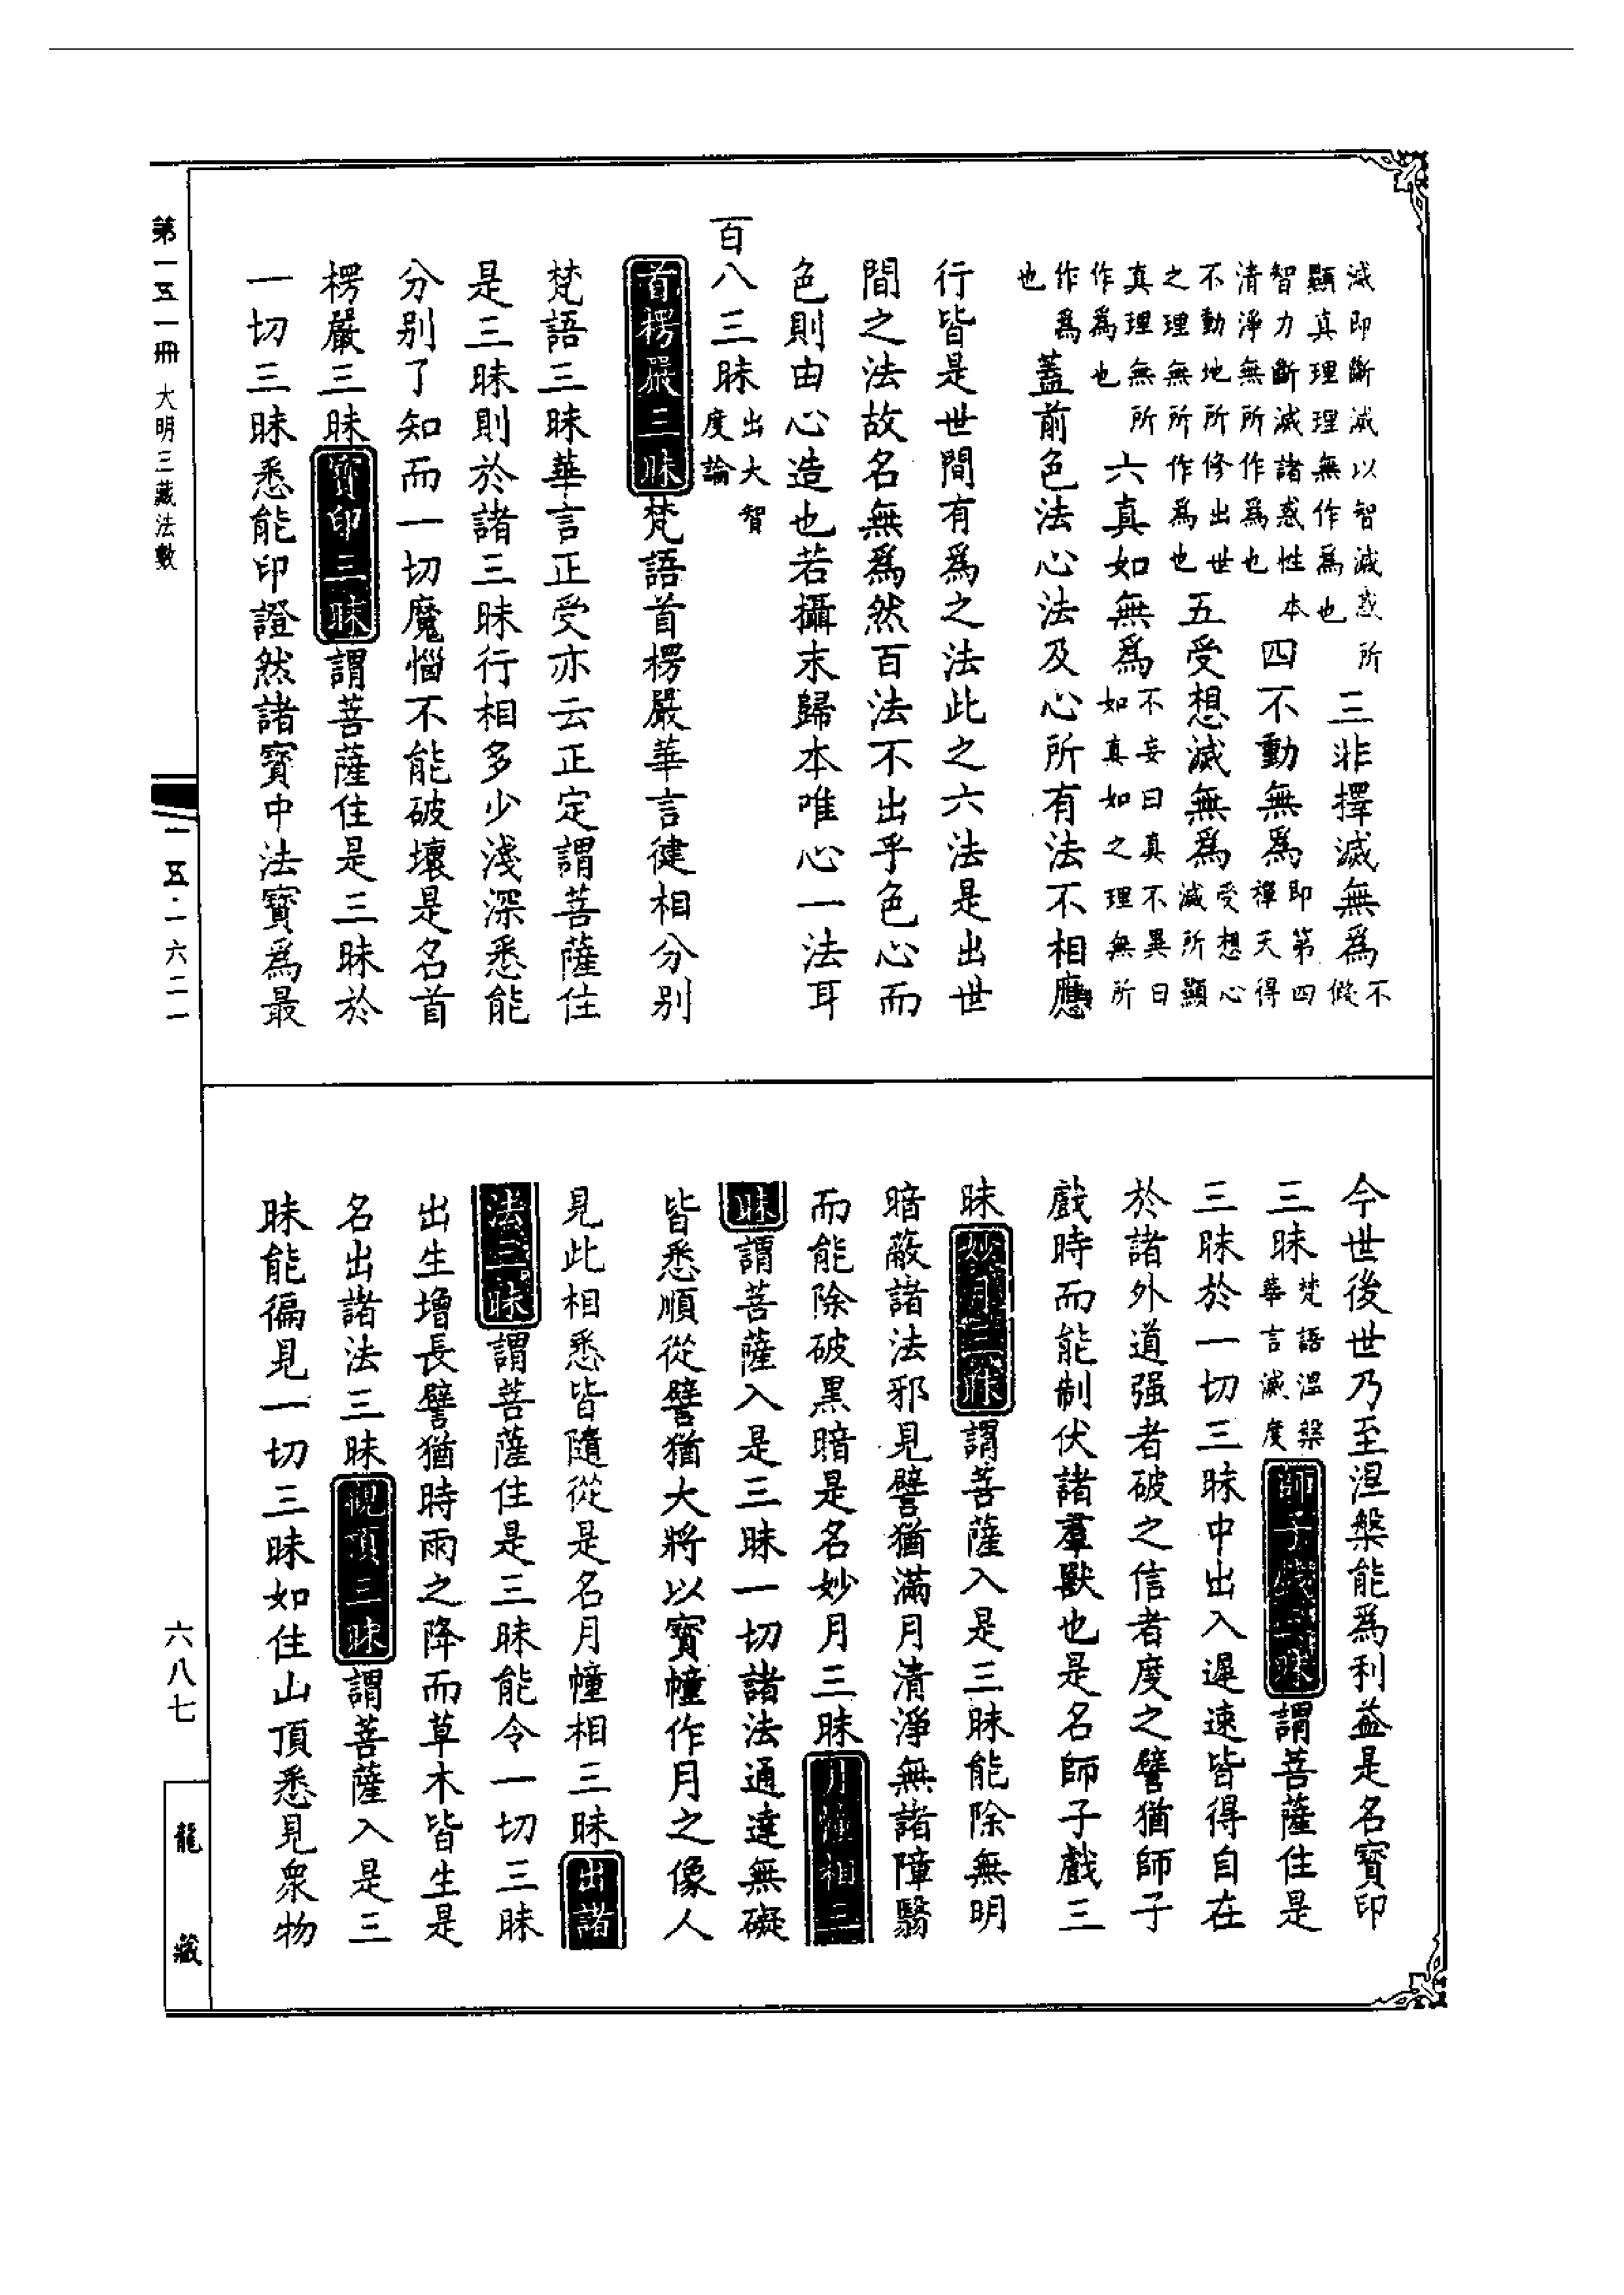 滅即斷滅以智滅惑所顯真理理無作爲也三非擇滅無爲不假
智力斷滅諸惑性本清淨無所作爲也四不動無爲即第四禪天得
不動地所修出世之理無所作爲也五受想滅無爲受想心滅所顯
真理無所作爲也六真如無爲不妄曰真不異曰如真如之理無所
作爲也蓋前色法心法及心所有法不相應
行皆是世間有爲之法此之六法是出世
間之法故名無爲然百法不出乎色心而
色則由心造也若攝末歸本唯心一法耳
百八三昧出大智度論
首楞嚴三昧梵語首楞嚴華言健相分別
梵語三昧華言正受亦云正定謂菩薩住
是三昧則於諸三昧行相多少淺深悉能
分別了知而一切魔惱不能破壞是名首
楞嚴三昧寶印三昧謂菩薩住是三昧於
一切三昧悉能印證然諸寶中法寶爲最
今世後世乃至涅槃能爲利益是名寶印
三昧梵語涅槃華言滅度師子戲三昧謂菩薩住是
三昧於一切三昧中出入遲速皆得自在
於諸外道强者破之信者度之譬猶師子
戲時而能制伏諸羣獸也是名師子戲三
昧妙月三昧謂菩薩入是三昧能除無明
暗蔽諸法邪見譬猶滿月清淨無諸障翳
而能除破黑暗是名妙月三昧月幢相三
昧謂菩薩入是三昧一切諸法通達無礙
皆悉順從譬猶大將以寶幢作月之像人
見此相悉皆隨從是名月幢相三昧出諸
法三昧謂菩薩住是三昧能令一切三昧
出生增長譬猶時雨之降而草木皆生是
名出諸法三昧觀頂三昧謂菩薩入是三
昧能徧見一切三昧如住山頂悉見衆物
第一五一冊 大明三藏法數
一五·一六二一
六八七
龍藏